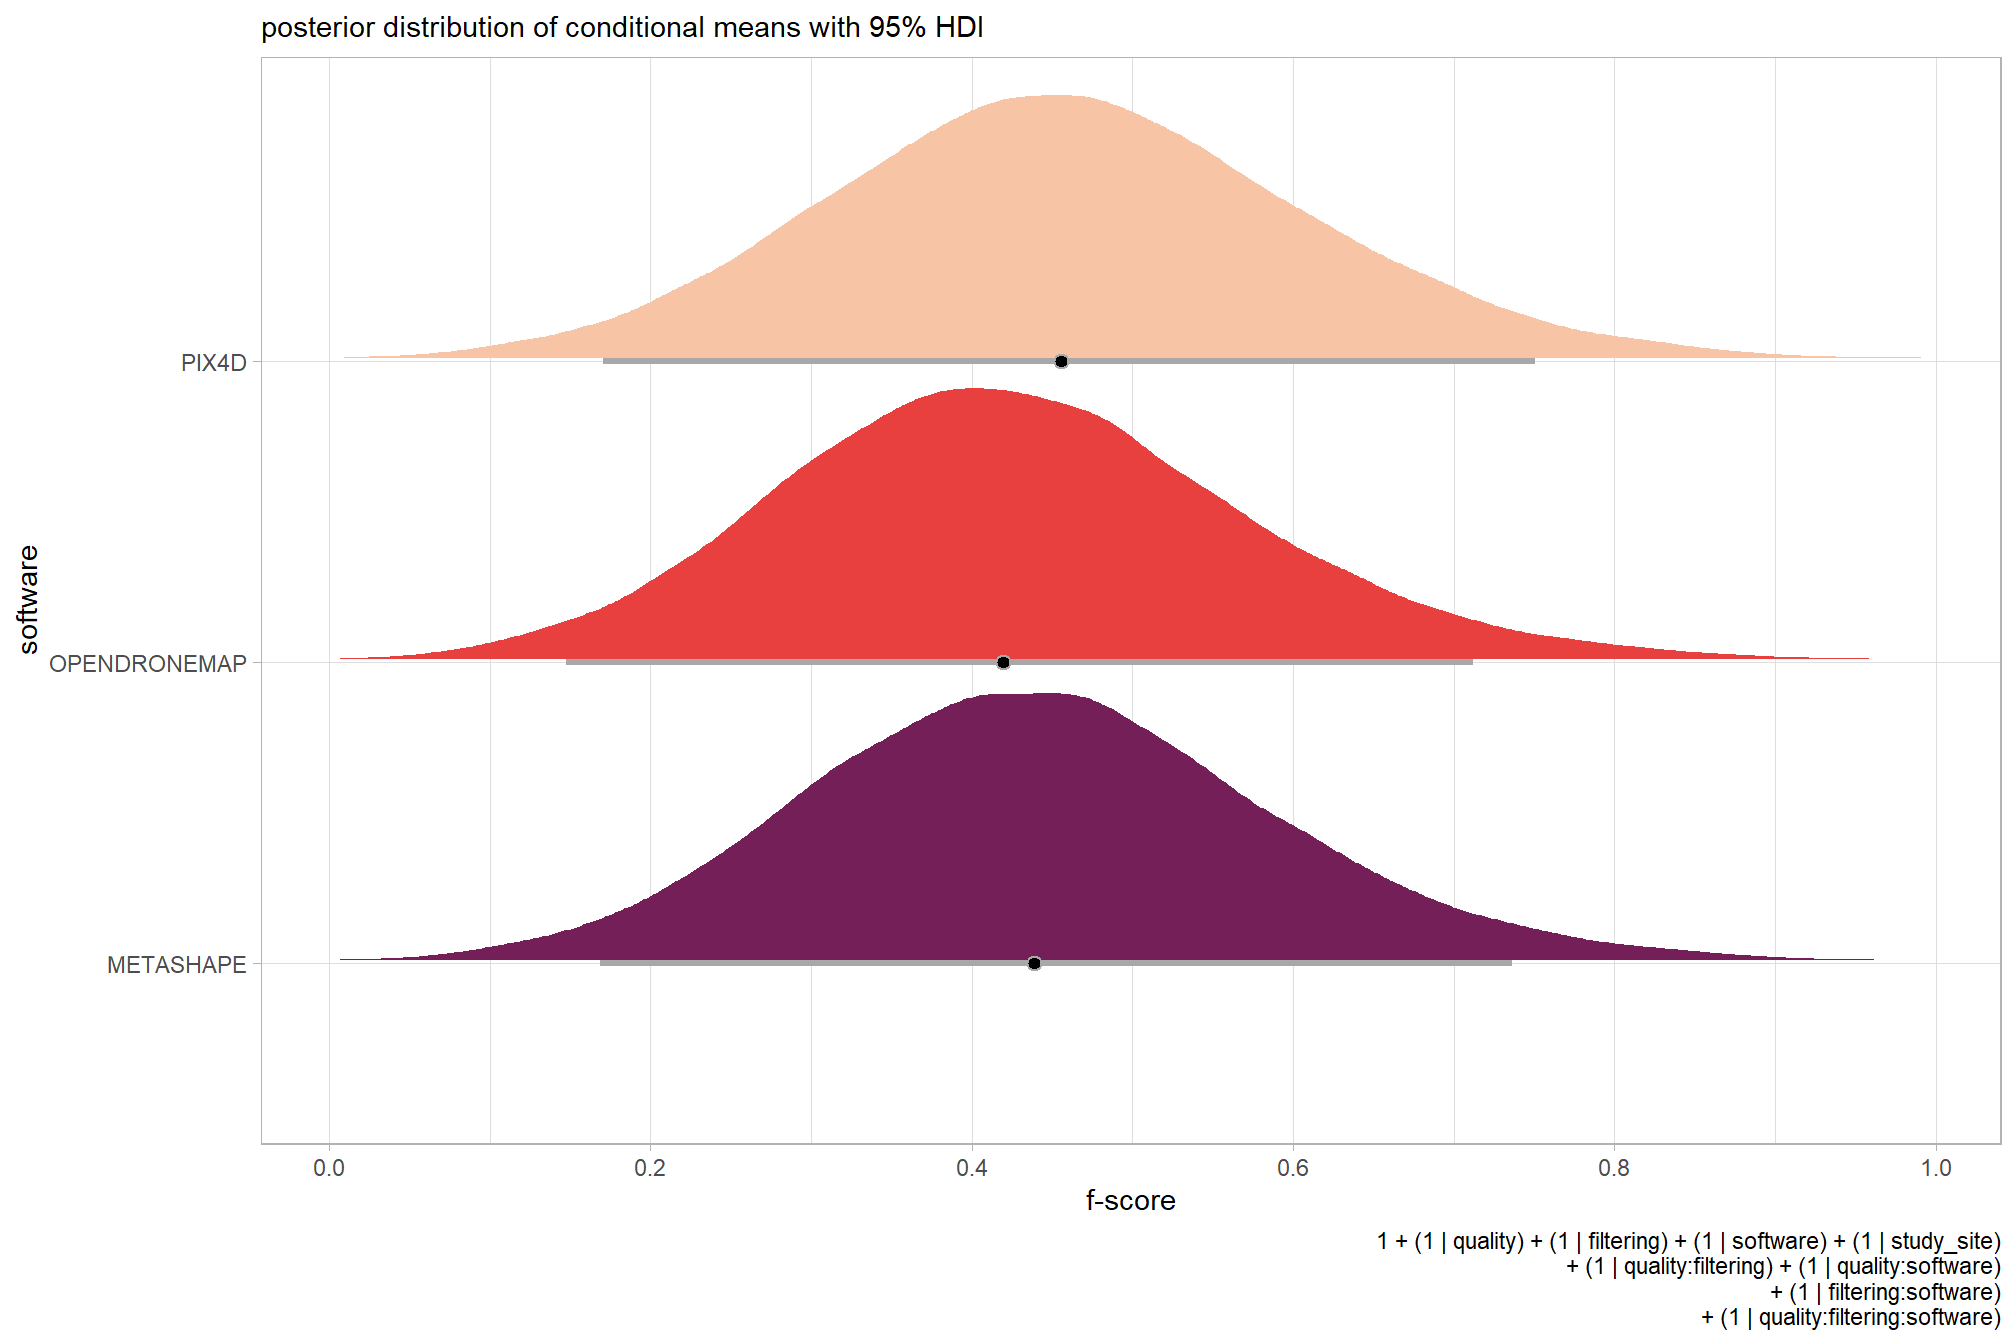 posterior distribution of conditional means with 95% HDI
software
PIX4D
OPENDRONEMAP
METASHAPE
0.0 0.2 0.4 0.6 0.8 1.0
f-score
1 + (1 | quality) + (1 | filtering) + (1 | software) + (1 | study_site)
+ (1 | quality:filtering) + (1 | quality:software)
+ (1 | filtering:software)
+ (1 | quality:filtering:software)